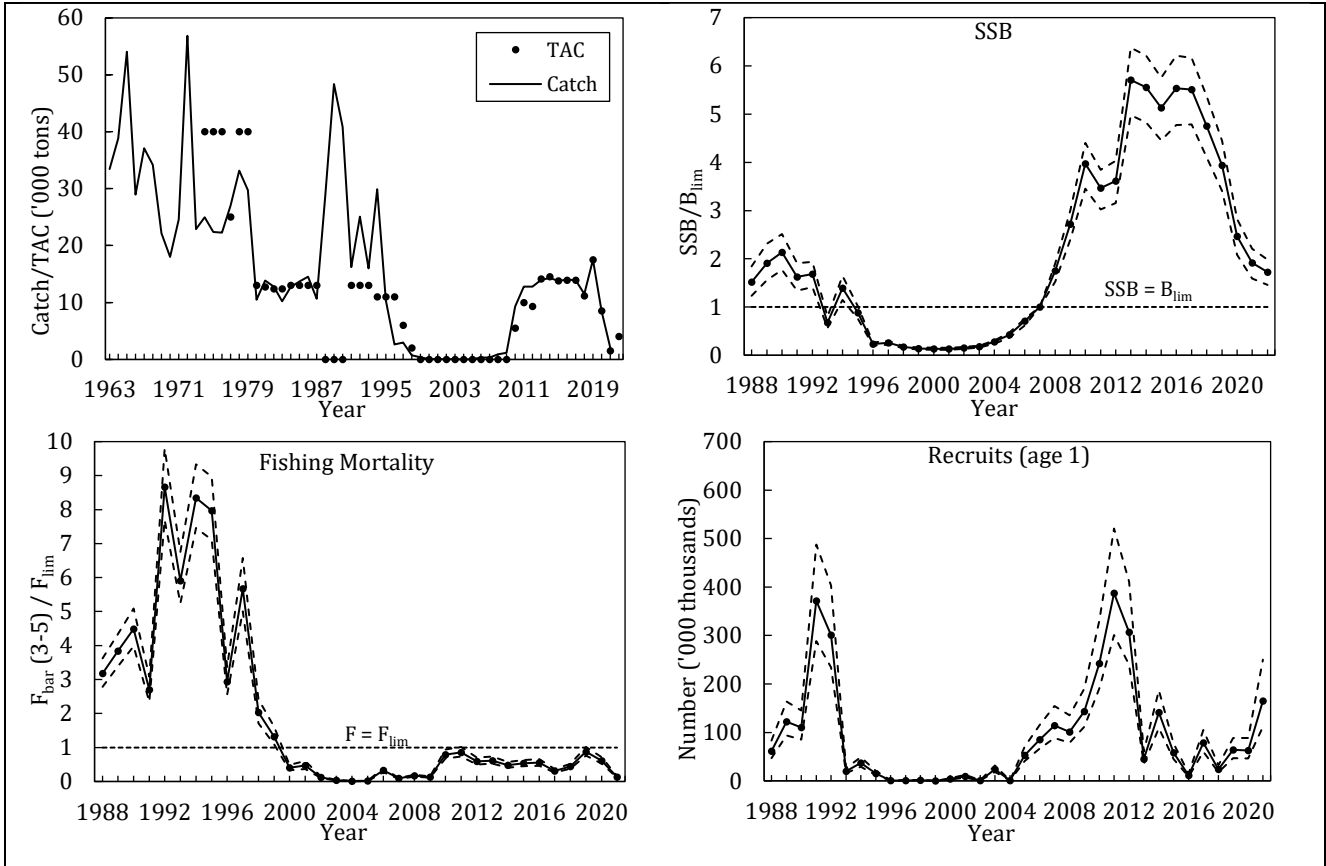 60
50
40
30
20
10
0
Catch/TAC ('000 tons)
TAC
Catch
1963 1971 1979 1987 1995 2003 2011 2019
Year
SSB
7
6
5
4
3
2
1
0
SSB/Blim
SSB = Blim
1988 1992 1996 2000 2004 2008 2012 2016 2020
Year
Fishing Mortality
10
9
8
7
6
5
4
3
2
1
0
Fbar (3-5) / Flim
F = Flim
1988 1992 1996 2000 2004 2008 2012 2016 2020
Year
Recruits (age 1)
700
600
500
400
300
200
100
0
Number ('000 thousands)
1988 1992 1996 2000 2004 2008 2012 2016 2020
Year